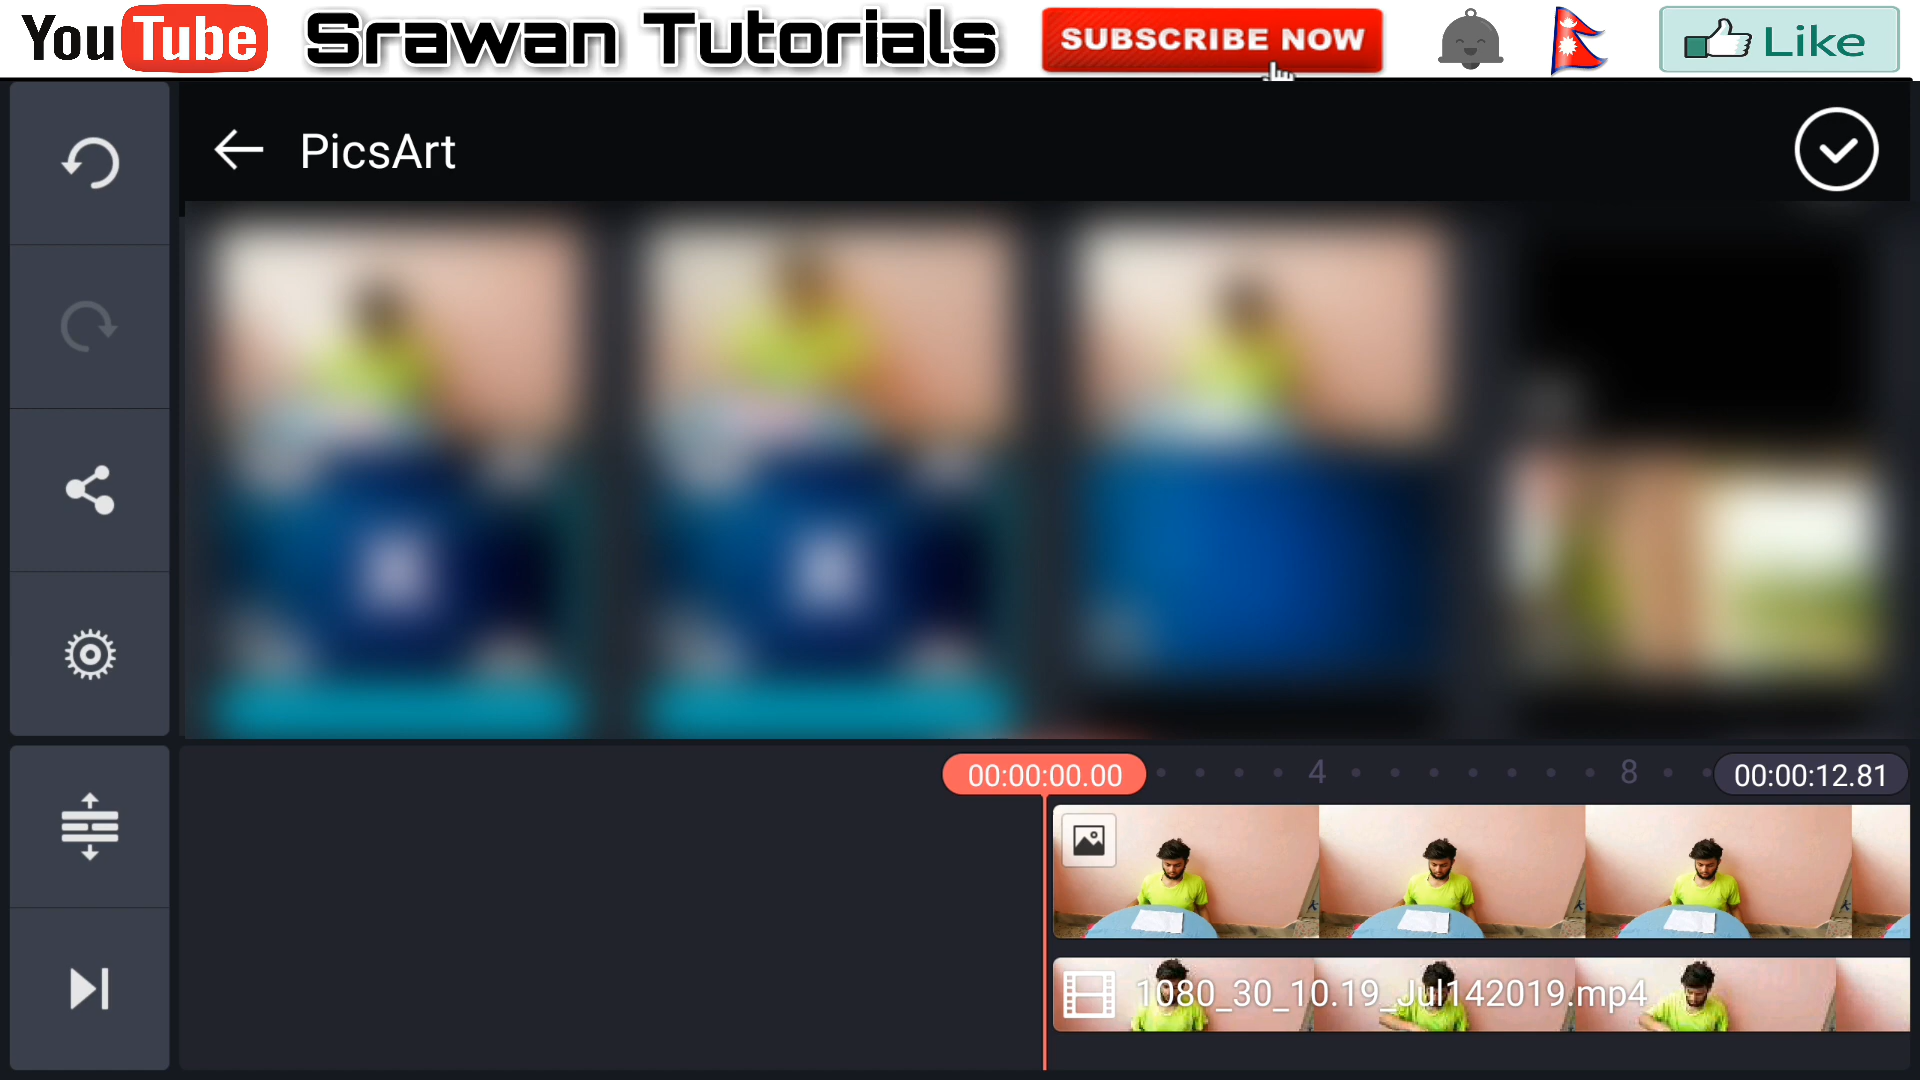 YouTube Srawan Tutorials SUBSCRIBE NOW Like
PicsArt
00:00:00.00 4 8 00:00:12.81
1080_30_10.19_Jul142019.mp4